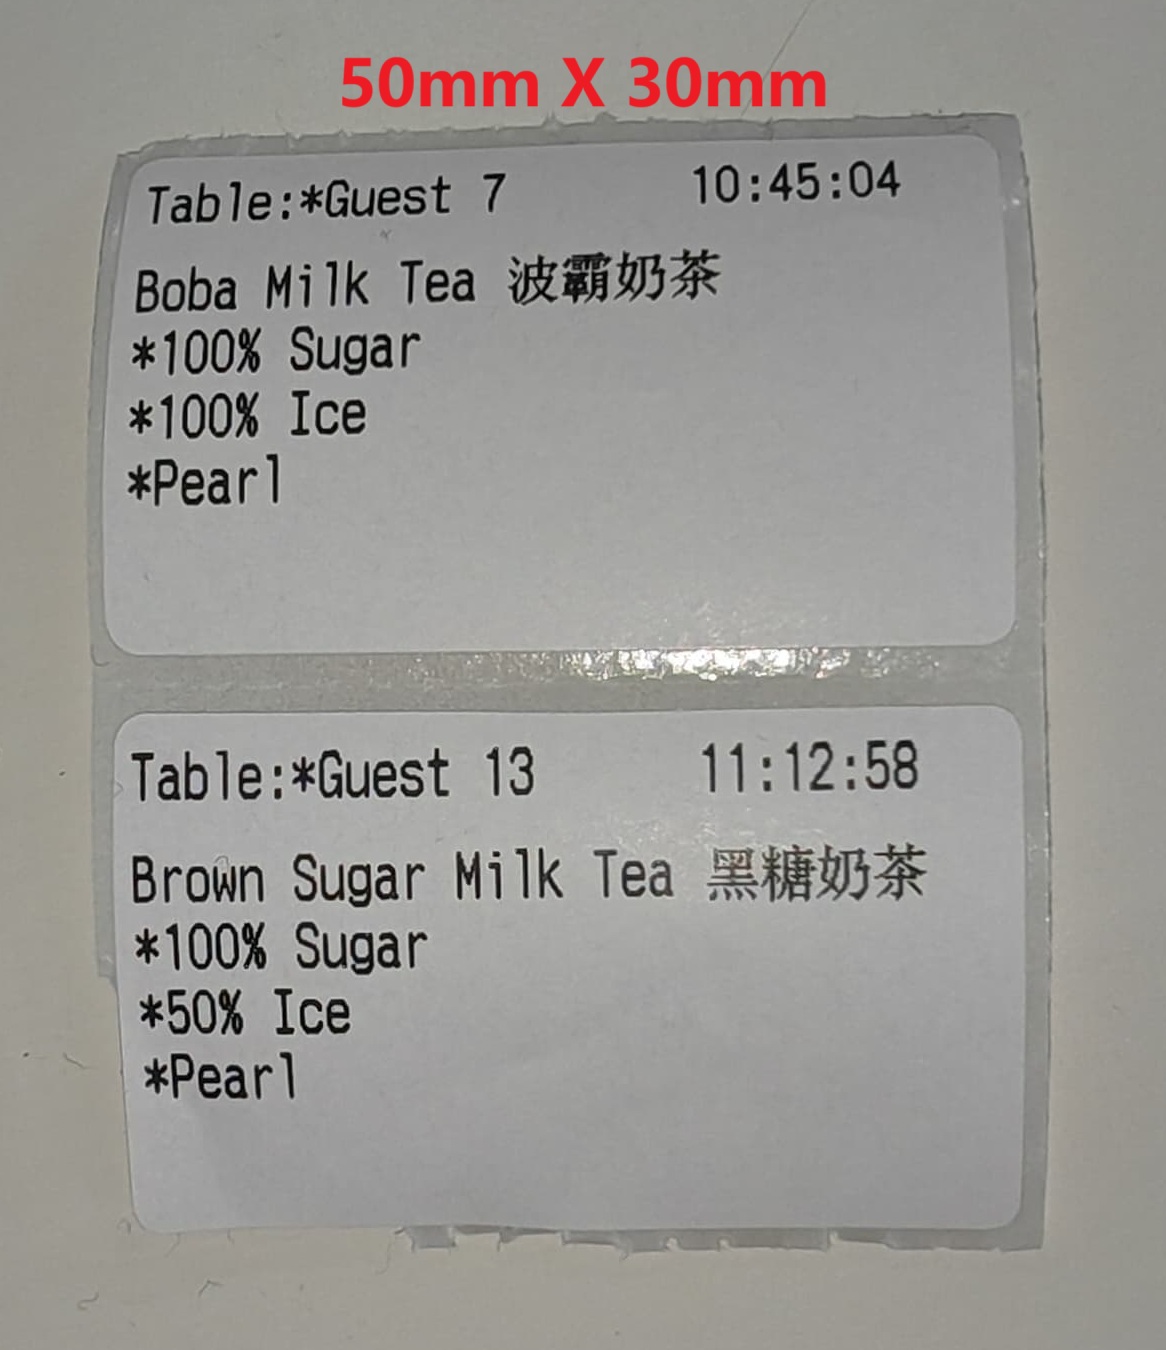 50mm X 30mm
Table:*Guest 7 10:45:04
Boba Milk Tea 波霸奶茶
*100% Sugar
*100% Ice
*Pearl
Table:*Guest 13 11:12:58
Brown Sugar Milk Tea 黑糖奶茶
*100% Sugar
*50% Ice
*Pearl